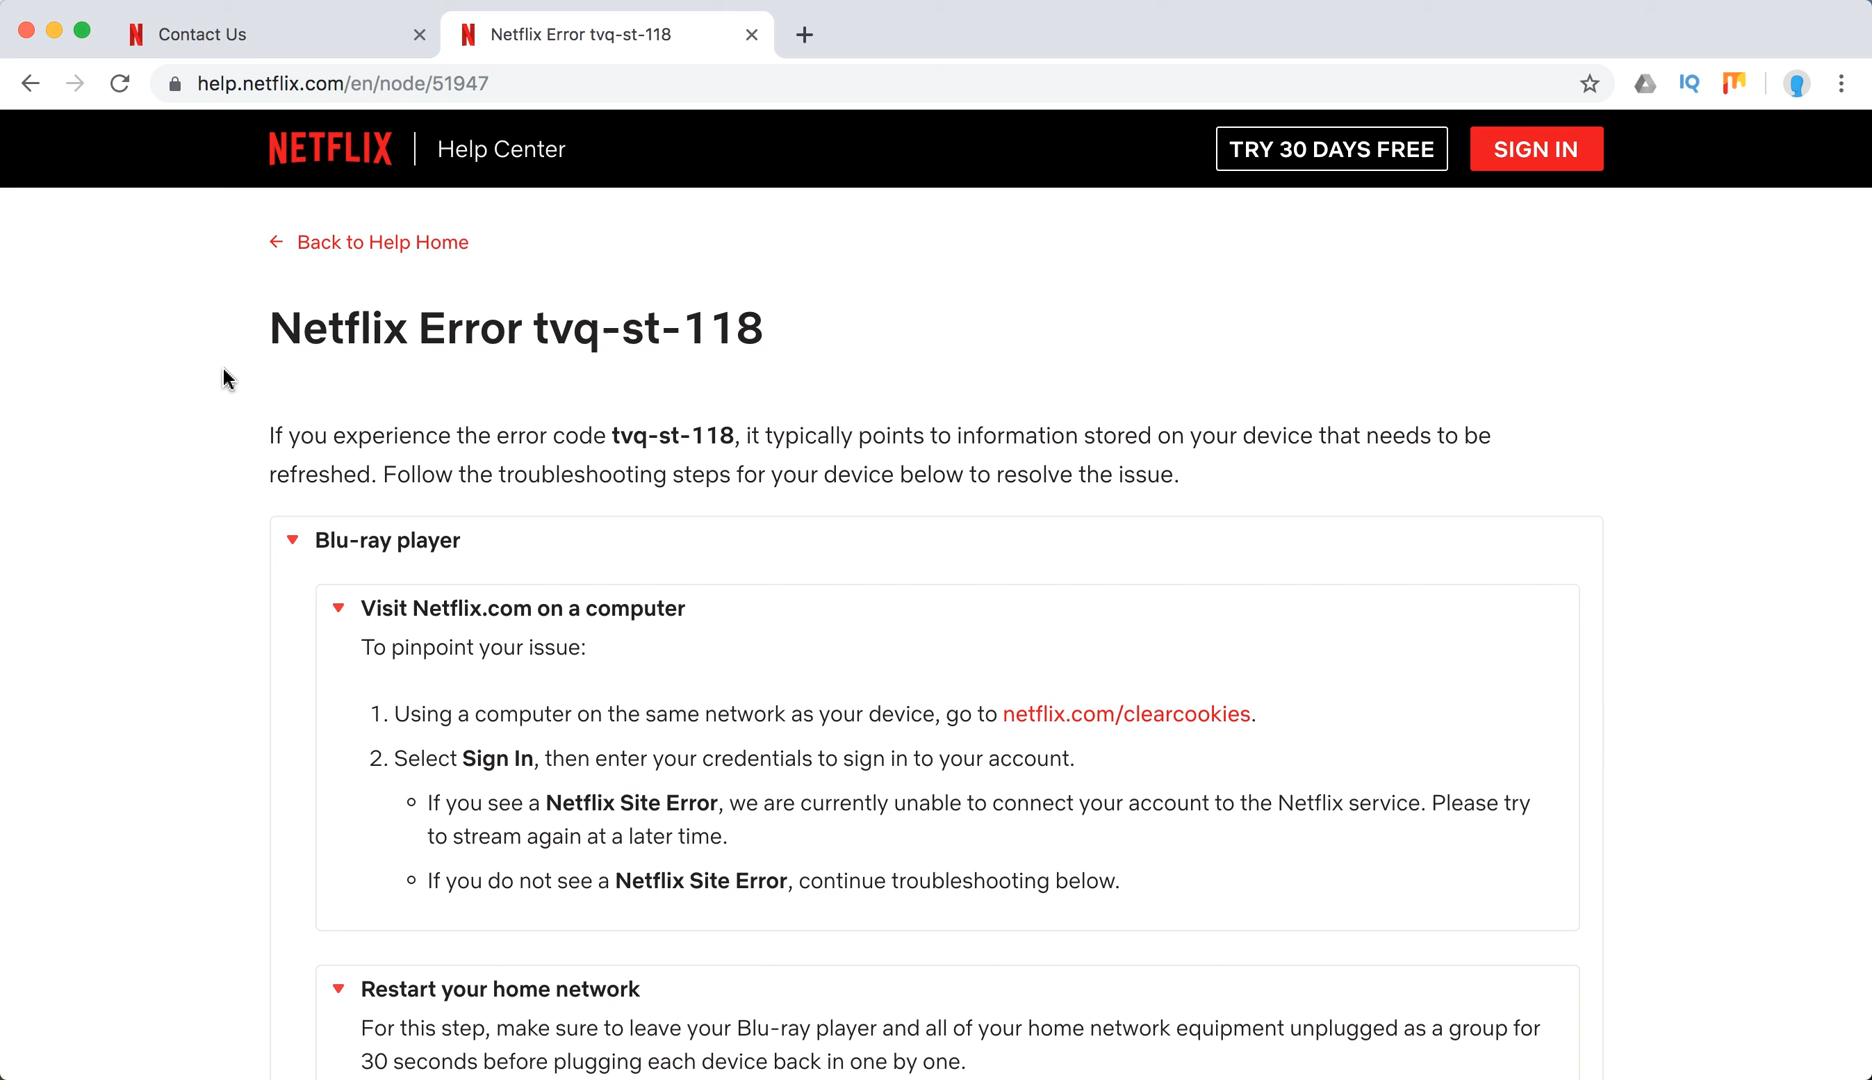 Contact Us
Netflix Error tvq-st-118
help.netflix.com/en/node/51947
IQ
NETFLIX
Help Center
TRY 30 DAYS FREE
SIGN IN
← Back to Help Home
Netflix Error tvq-st-118
If you experience the error code tvq-st-118, it typically points to information stored on your device that needs to be
refreshed. Follow the troubleshooting steps for your device below to resolve the issue.
Blu-ray player
Visit Netflix.com on a computer
To pinpoint your issue:
1. Using a computer on the same network as your device, go to netflix.com/clearcookies.
2. Select Sign In, then enter your credentials to sign in to your account.
If you see a Netflix Site Error, we are currently unable to connect your account to the Netflix service. Please try
to stream again at a later time.
If you do not see a Netflix Site Error, continue troubleshooting below.
Restart your home network
For this step, make sure to leave your Blu-ray player and all of your home network equipment unplugged as a group for
30 seconds before plugging each device back in one by one.